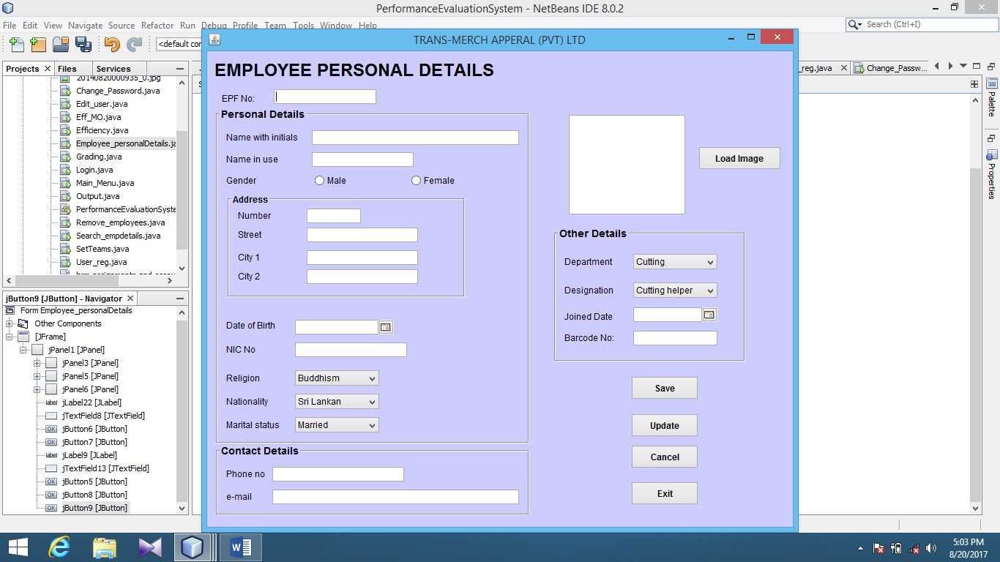 PerformanceEvaluationSystem - NetBeans IDE 8.0.2
File Edit View Navigate Source Refactor Run Debug Profile Team Tools Window Help
Search (Ctrl+I)
<default con
TRANS-MERCH APPERAL (PVT) LTD
Projects Files Services
_reg.java Change_Passw...
20140820000935_0.jpg
Change_Password.java
Edit_user.java
Eff_MO.java
Efficiency.java
Employee_personalDetails.ja
Grading.java
Login.java
Main_Menu.java
Output.java
PerformanceEvaluationSyste
Remove_employees.java
Search_empdetails.java
SetTeams.java
User_reg.java
jButton9 [JButton] - Navigator
Form Employee_personalDetails
Other Components
[JFrame]
jPanel1 [JPanel]
jPanel3 [JPanel]
jPanel5 [JPanel]
jPanel6 [JPanel]
label jLabel22 [JLabel]
jTextField8 [JTextField]
OK jButton6 [JButton]
OK jButton7 [JButton]
label jLabel9 [JLabel]
jTextField13 [JTextField]
OK jButton5 [JButton]
OK jButton8 [JButton]
OK jButton9 [JButton]
EMPLOYEE PERSONAL DETAILS
EPF No:
Personal Details
Name with initials
Name in use
Gender Male Female
Address
Number
Street
City 1
City 2
Date of Birth
NIC No
Religion Buddhism
Nationality Sri Lankan
Marital status Married
Contact Details
Phone no
e-mail
Load Image
Other Details
Department Cutting
Designation Cutting helper
Joined Date
Barcode No:
Save
Update
Cancel
Exit
Palette
Properties
5:03 PM
8/20/2017